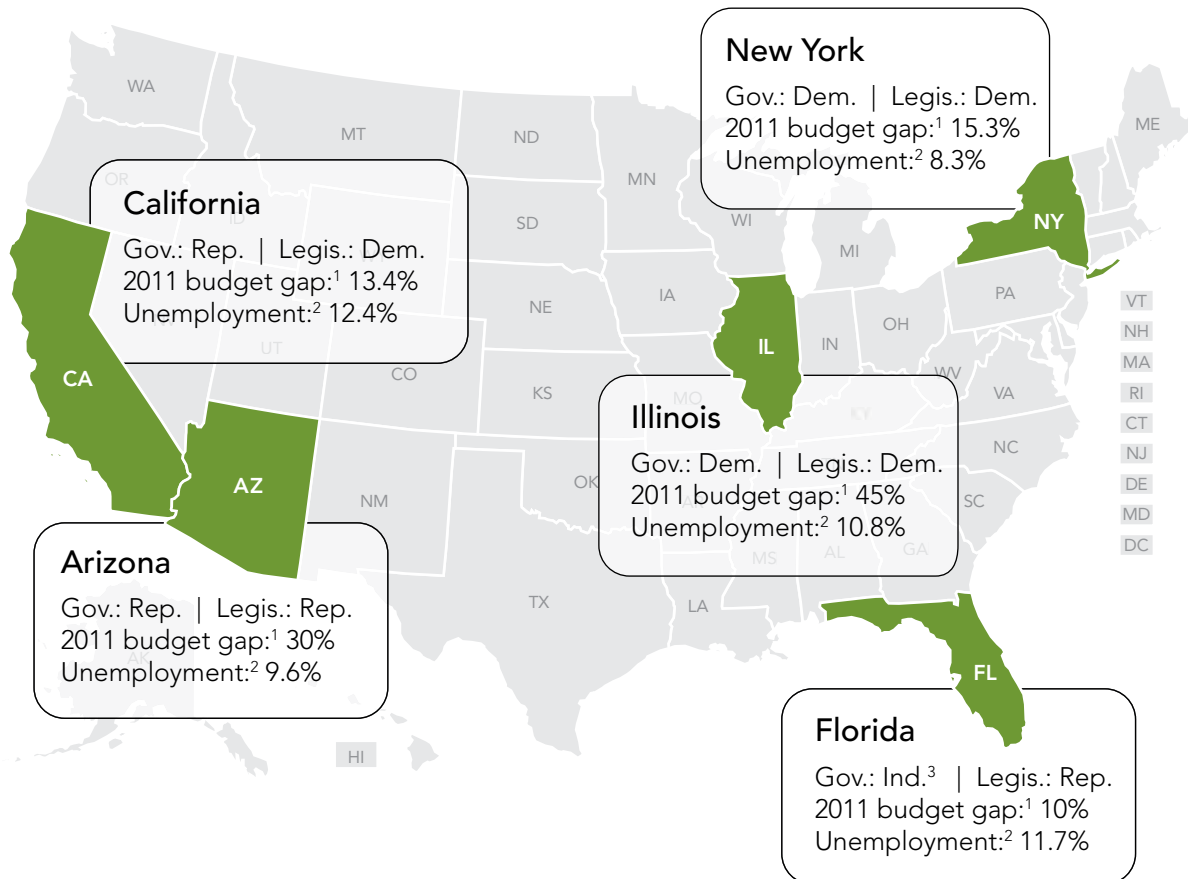 New York
Gov.: Dem. | Legis.: Dem.
2011 budget gap:¹ 15.3%
Unemployment:² 8.3%
California
Gov.: Rep. | Legis.: Dem.
2011 budget gap:¹ 13.4%
Unemployment:² 12.4%
Illinois
Gov.: Dem. | Legis.: Dem.
2011 budget gap:¹ 45%
Unemployment:² 10.8%
Arizona
Gov.: Rep. | Legis.: Rep.
2011 budget gap:¹ 30%
Unemployment:² 9.6%
Florida
Gov.: Ind.³ | Legis.: Rep.
2011 budget gap:¹ 10%
Unemployment:² 11.7%
WA
MT
ND
MN
ME
OR
ID
SD
WI
MI
NY
NE
IA
PA
VT
NH
MA
RI
CT
NJ
DE
MD
DC
NV
UT
CO
KS
MO
IL
IN
OH
WV
VA
KY
CA
AZ
NM
OK
AR
NC
SC
MS
AL
GA
TX
LA
FL
AK
HI